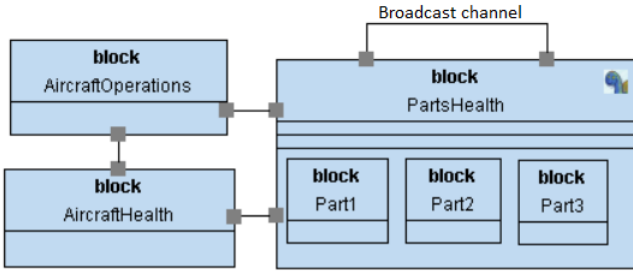 Broadcast channel
block
AircraftOperations
block
PartsHealth
block
AircraftHealth
block
Part1
block
Part2
block
Part3